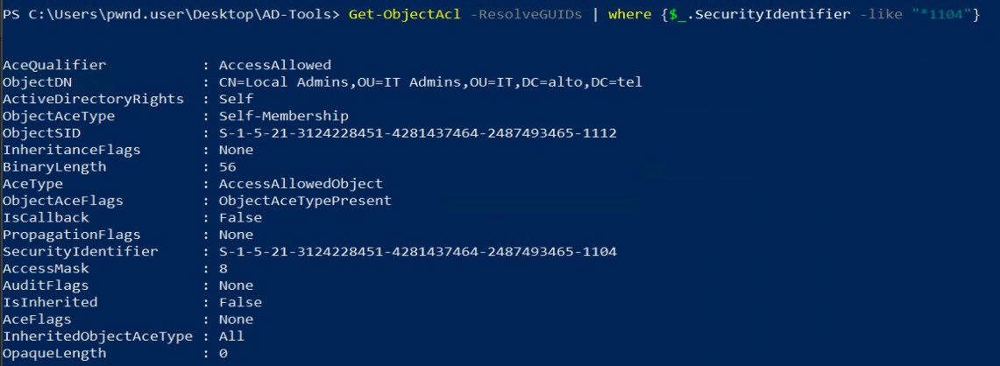 PS C:\Users\pwnd.user\Desktop\AD-Tools> Get-ObjectAcl -ResolveGUIDs | where {$_.SecurityIdentifier -like "*1104"}
AceQualifier : AccessAllowed
ObjectDN : CN=Local Admins,OU=IT Admins,OU=IT,DC=alto,DC=tel
ActiveDirectoryRights : Self
ObjectAceType : Self-Membership
ObjectSID : S-1-5-21-3124228451-4281437464-2487493465-1112
InheritanceFlags : None
BinaryLength : 56
AceType : AccessAllowedObject
ObjectAceFlags : ObjectAceTypePresent
IsCallback : False
PropagationFlags : None
SecurityIdentifier : S-1-5-21-3124228451-4281437464-2487493465-1104
AccessMask : 8
AuditFlags : None
IsInherited : False
AceFlags : None
InheritedObjectAceType : All
OpaqueLength : 0